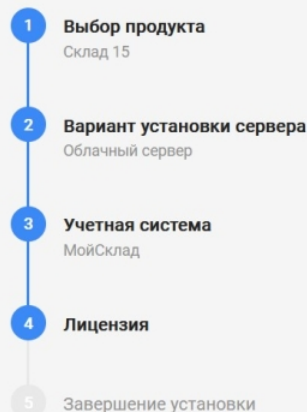 1 Выбор продукта
Склад 15
2 Вариант установки сервера
Облачный сервер
3 Учетная система
МойСклад
4 Лицензия
5 Завершение установки